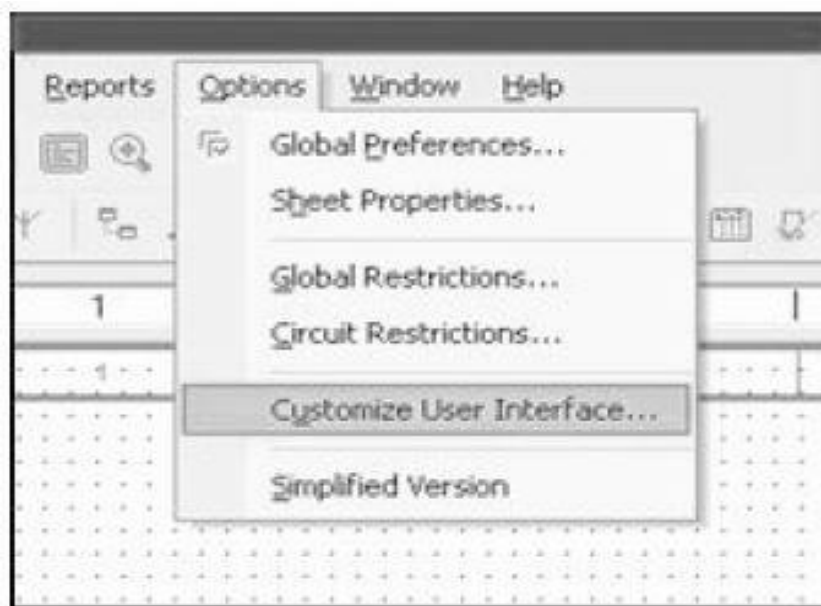 Reports Options Window Help
Global Preferences...
Sheet Properties...
1
Global Restrictions...
Circuit Restrictions...
Customize User Interface...
Simplified Version